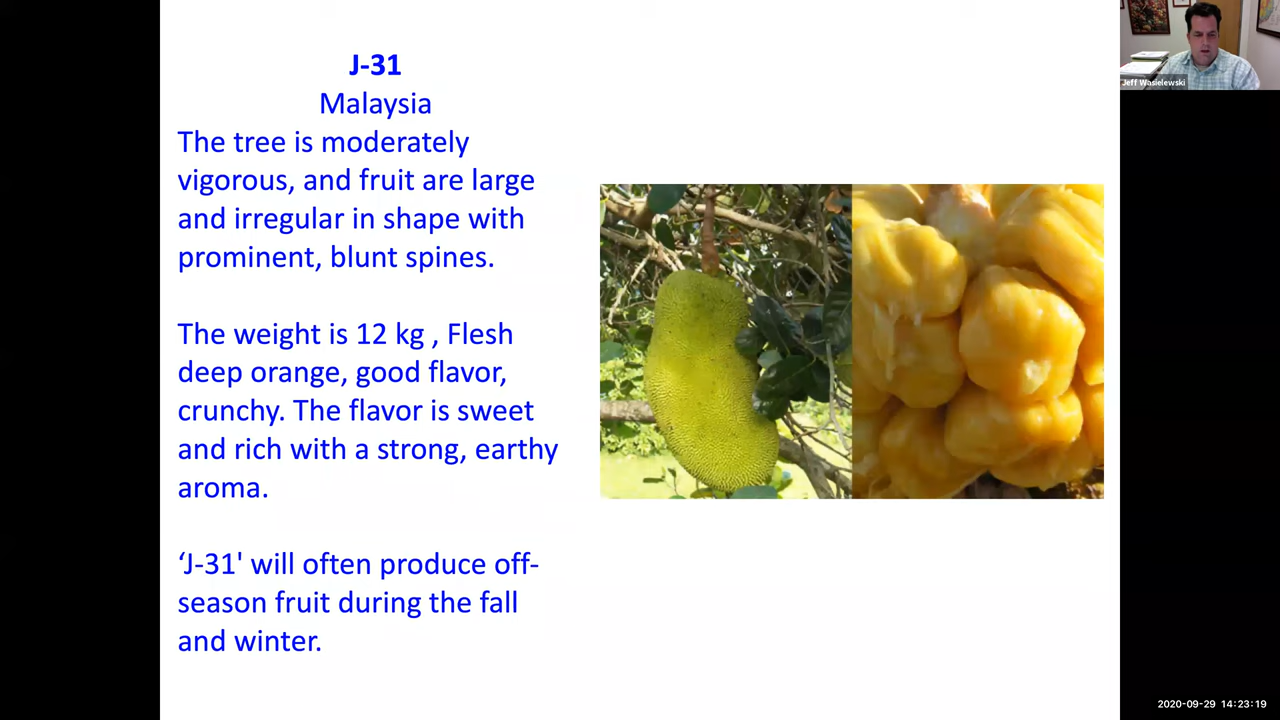 J-31
Malaysia
The tree is moderately
vigorous, and fruit are large
and irregular in shape with
prominent, blunt spines.
The weight is 12 kg , Flesh
deep orange, good flavor,
crunchy. The flavor is sweet
and rich with a strong, earthy
aroma.
‘J-31' will often produce off-
season fruit during the fall
and winter.
Jeff Wasielewski
2020-09-29 14:23:19